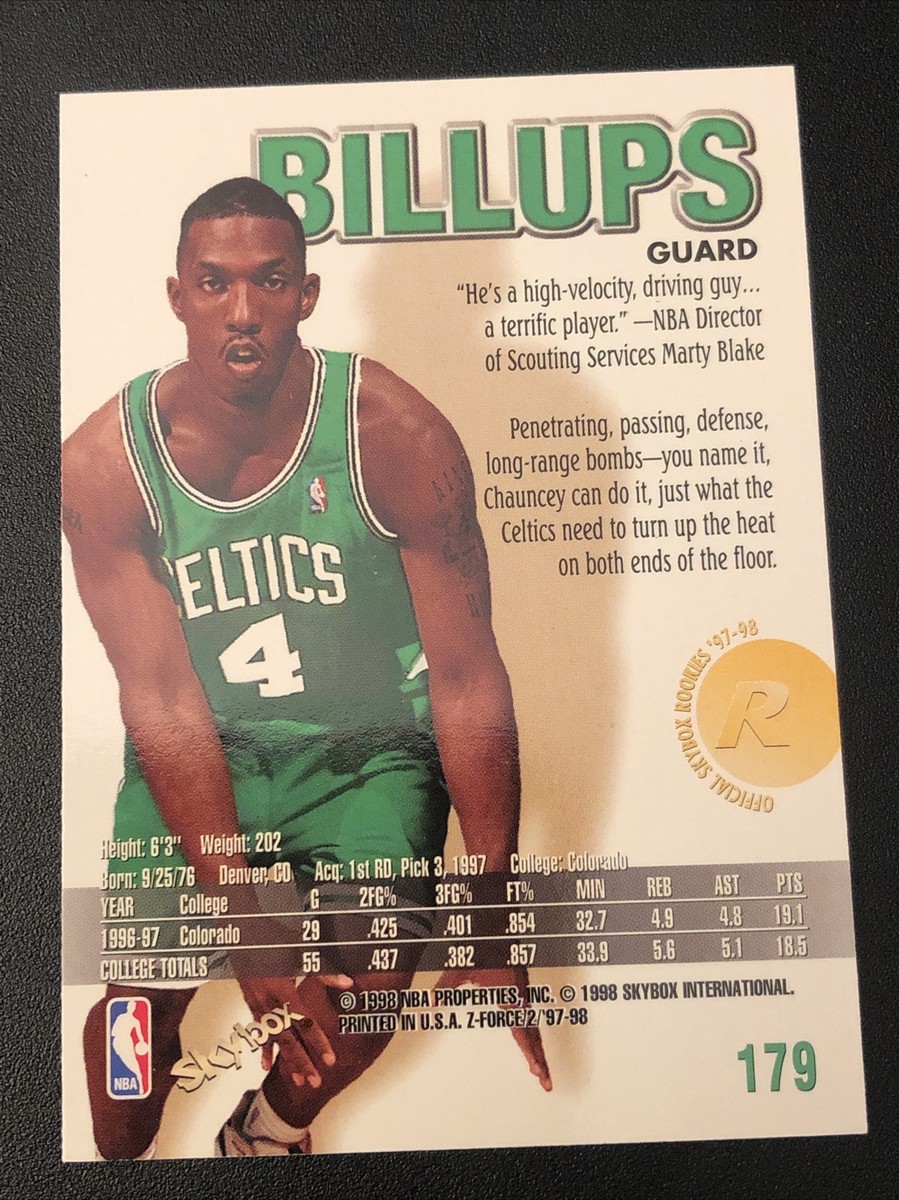 BILLUPS
GUARD
“He's a high-velocity, driving guy...
a terrific player.” —NBA Director
of Scouting Services Marty Blake
Penetrating, passing, defense,
long-range bombs—you name it,
Chauncey can do it, just what the
Celtics need to turn up the heat
on both ends of the floor.
CELTICS
4
OFFICIAL SKYBOX ROOKIES '97-98
R
Height: 6'3" Weight: 202
Born: 9/25/76 Denver, CO Acq: 1st RD, Pick 3, 1997 College: Colorado
YEAR College G 2FG% 3FG% FT% MIN REB AST PTS
1996-97 Colorado 29 .425 .401 .854 32.7 4.9 4.8 19.1
COLLEGE TOTALS 55 .437 .382 .857 33.9 5.6 5.1 18.5
© 1998 NBA PROPERTIES, INC. © 1998 SKYBOX INTERNATIONAL.
PRINTED IN U.S.A. Z-FORCE/2/'97-98
NBA
SkyBox
179